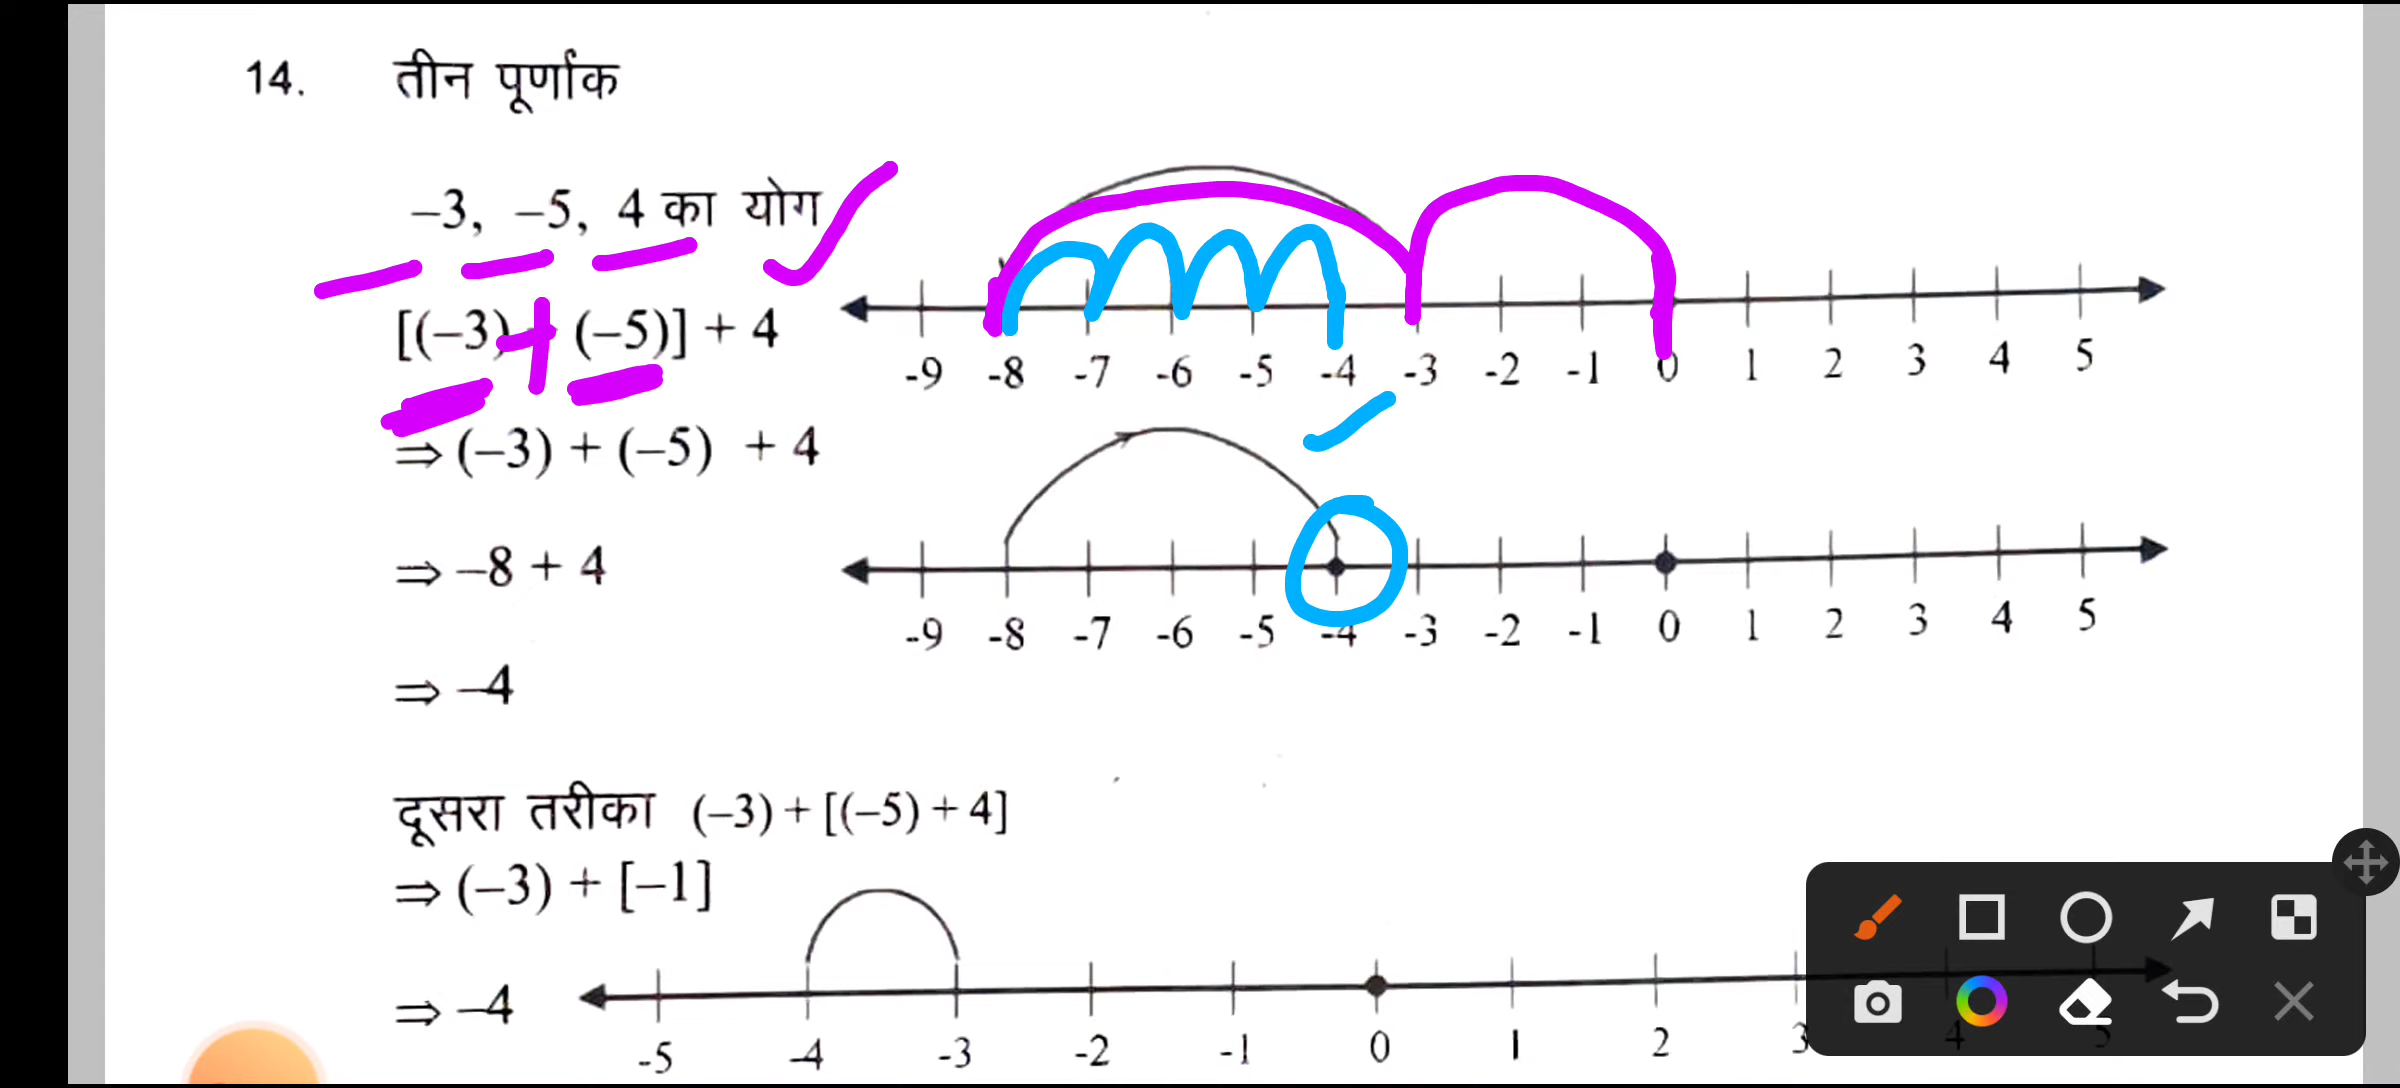 14. तीन पूर्णांक
–3, –5, 4 का योग
[(–3) + (–5)] + 4
-9 -8 -7 -6 -5 -4 -3 -2 -1 0 1 2 3 4 5
⇒ (–3) + (–5) + 4
⇒ –8 + 4
-9 -8 -7 -6 -5 -4 -3 -2 -1 0 1 2 3 4 5
⇒ –4
दूसरा तरीका (–3) + [(–5) + 4]
⇒ (–3) + [–1]
⇒ –4
-5 -4 -3 -2 -1 0 1 2 3 4 5